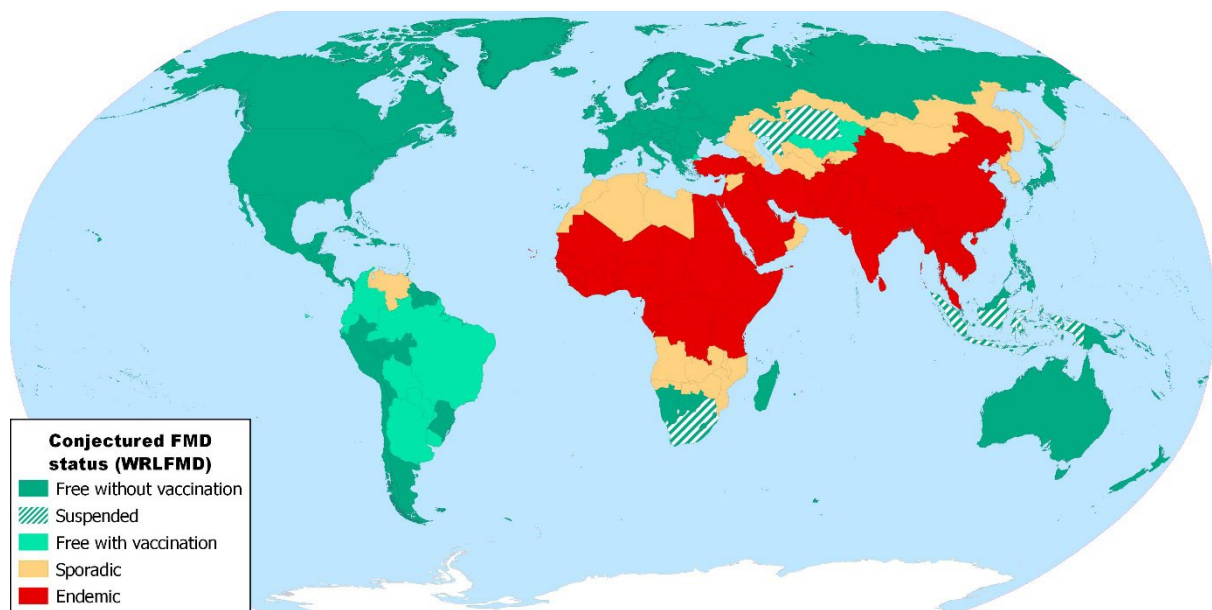 Conjectured FMD
status (WRLFMD)
Free without vaccination
Suspended
Free with vaccination
Sporadic
Endemic